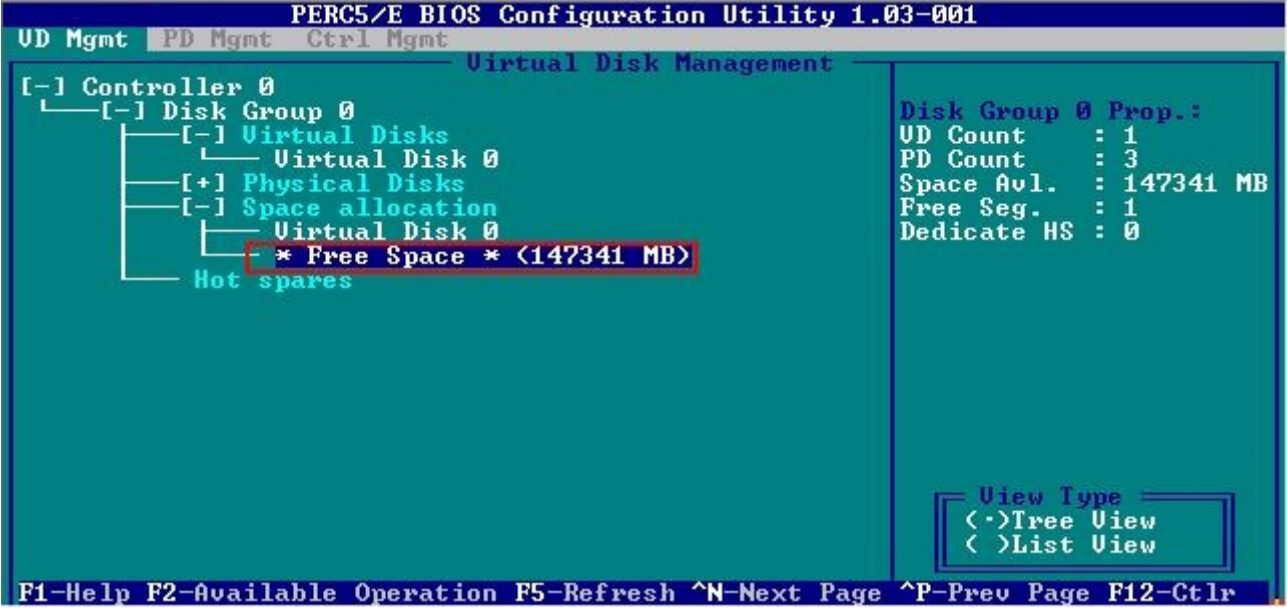 PERC5/E BIOS Configuration Utility 1.03-001
VD Mgmt PD Mgmt Ctrl Mgmt
Virtual Disk Management
[-] Controller 0
[-] Disk Group 0
[-] Virtual Disks
Virtual Disk 0
[+] Physical Disks
[-] Space allocation
Virtual Disk 0
* Free Space * (147341 MB)
Hot spares
Disk Group 0 Prop.:
VD Count : 1
PD Count : 3
Space Avl. : 147341 MB
Free Seg. : 1
Dedicate HS : 0
View Type
(·)Tree View
( )List View
F1-Help F2-Available Operation F5-Refresh ^N-Next Page ^P-Prev Page F12-Ctlr